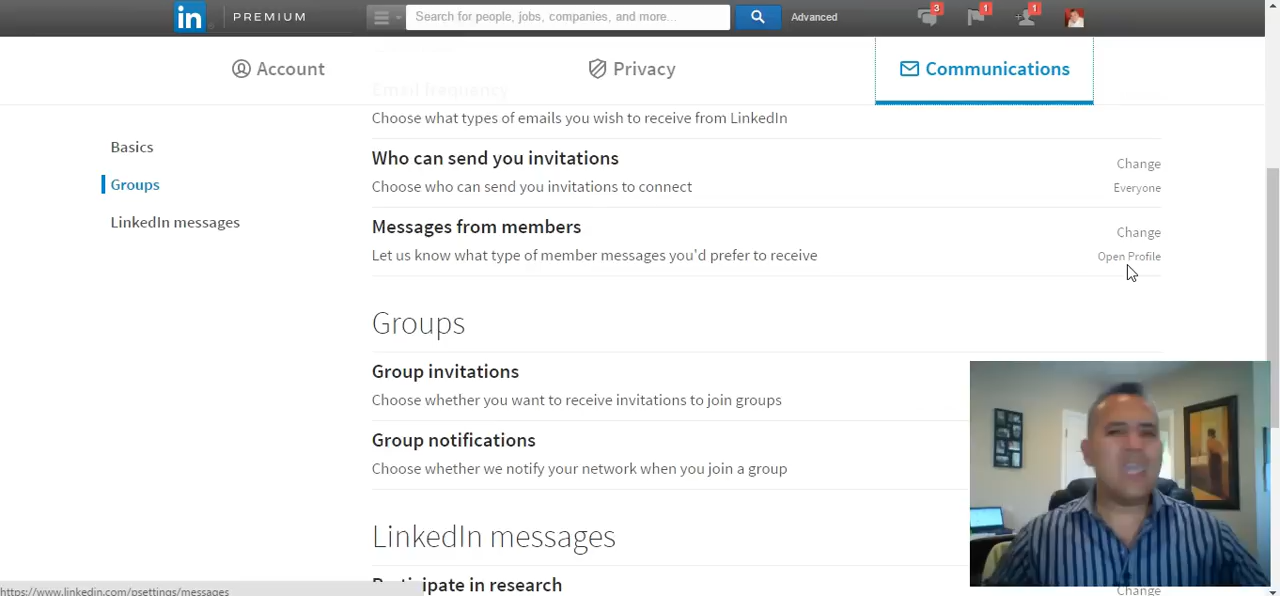 in PREMIUM Search for people, jobs, companies, and more... Advanced 3 1 1
Account Privacy Communications
Email frequency
Choose what types of emails you wish to receive from LinkedIn
Basics
Who can send you invitations Change
Groups
Choose who can send you invitations to connect Everyone
LinkedIn messages
Messages from members Change
Let us know what type of member messages you'd prefer to receive Open Profile
Groups
Group invitations
Choose whether you want to receive invitations to join groups
Group notifications
Choose whether we notify your network when you join a group
LinkedIn messages
Participate in research Change
https://www.linkedin.com/psettings/messages